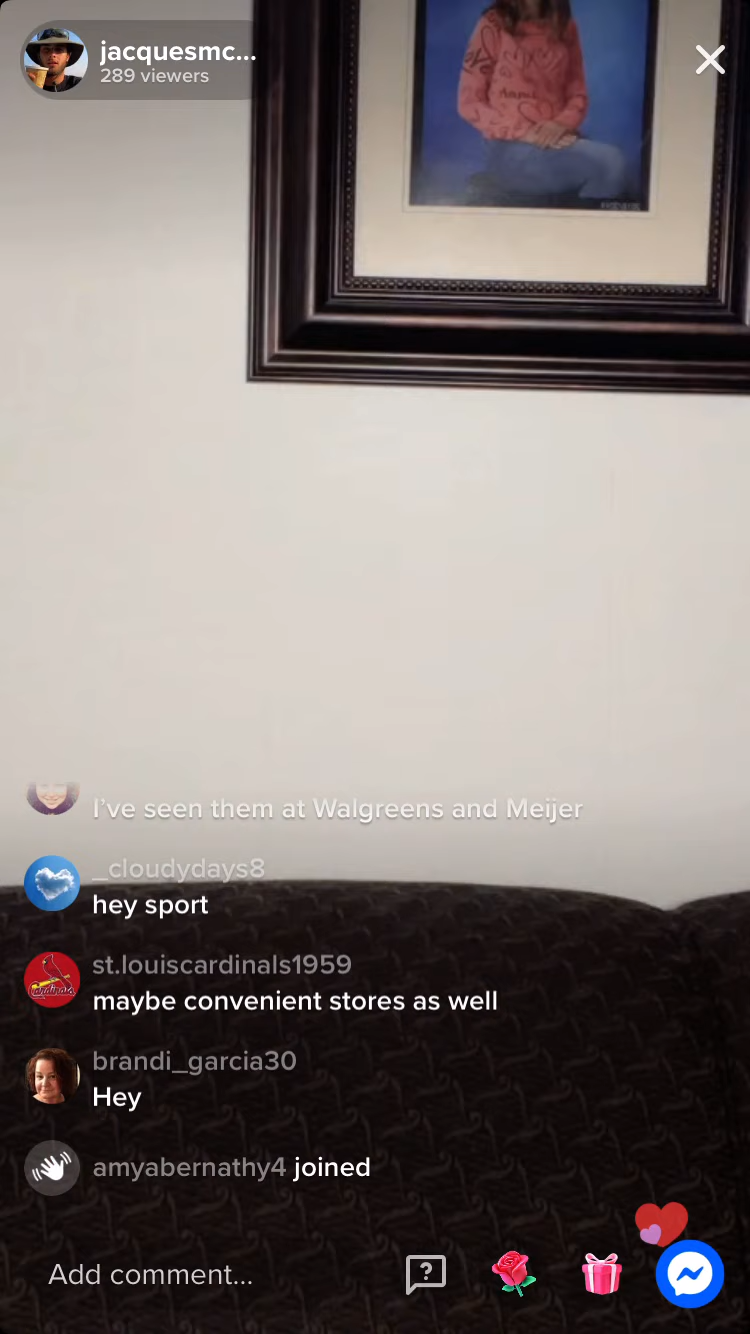 jacquesmc...
289 viewers
I've seen them at Walgreens and Meijer
_cloudydays8
hey sport
st.louiscardinals1959
maybe convenient stores as well
brandi_garcia30
Hey
amyabernathy4 joined
Add comment...